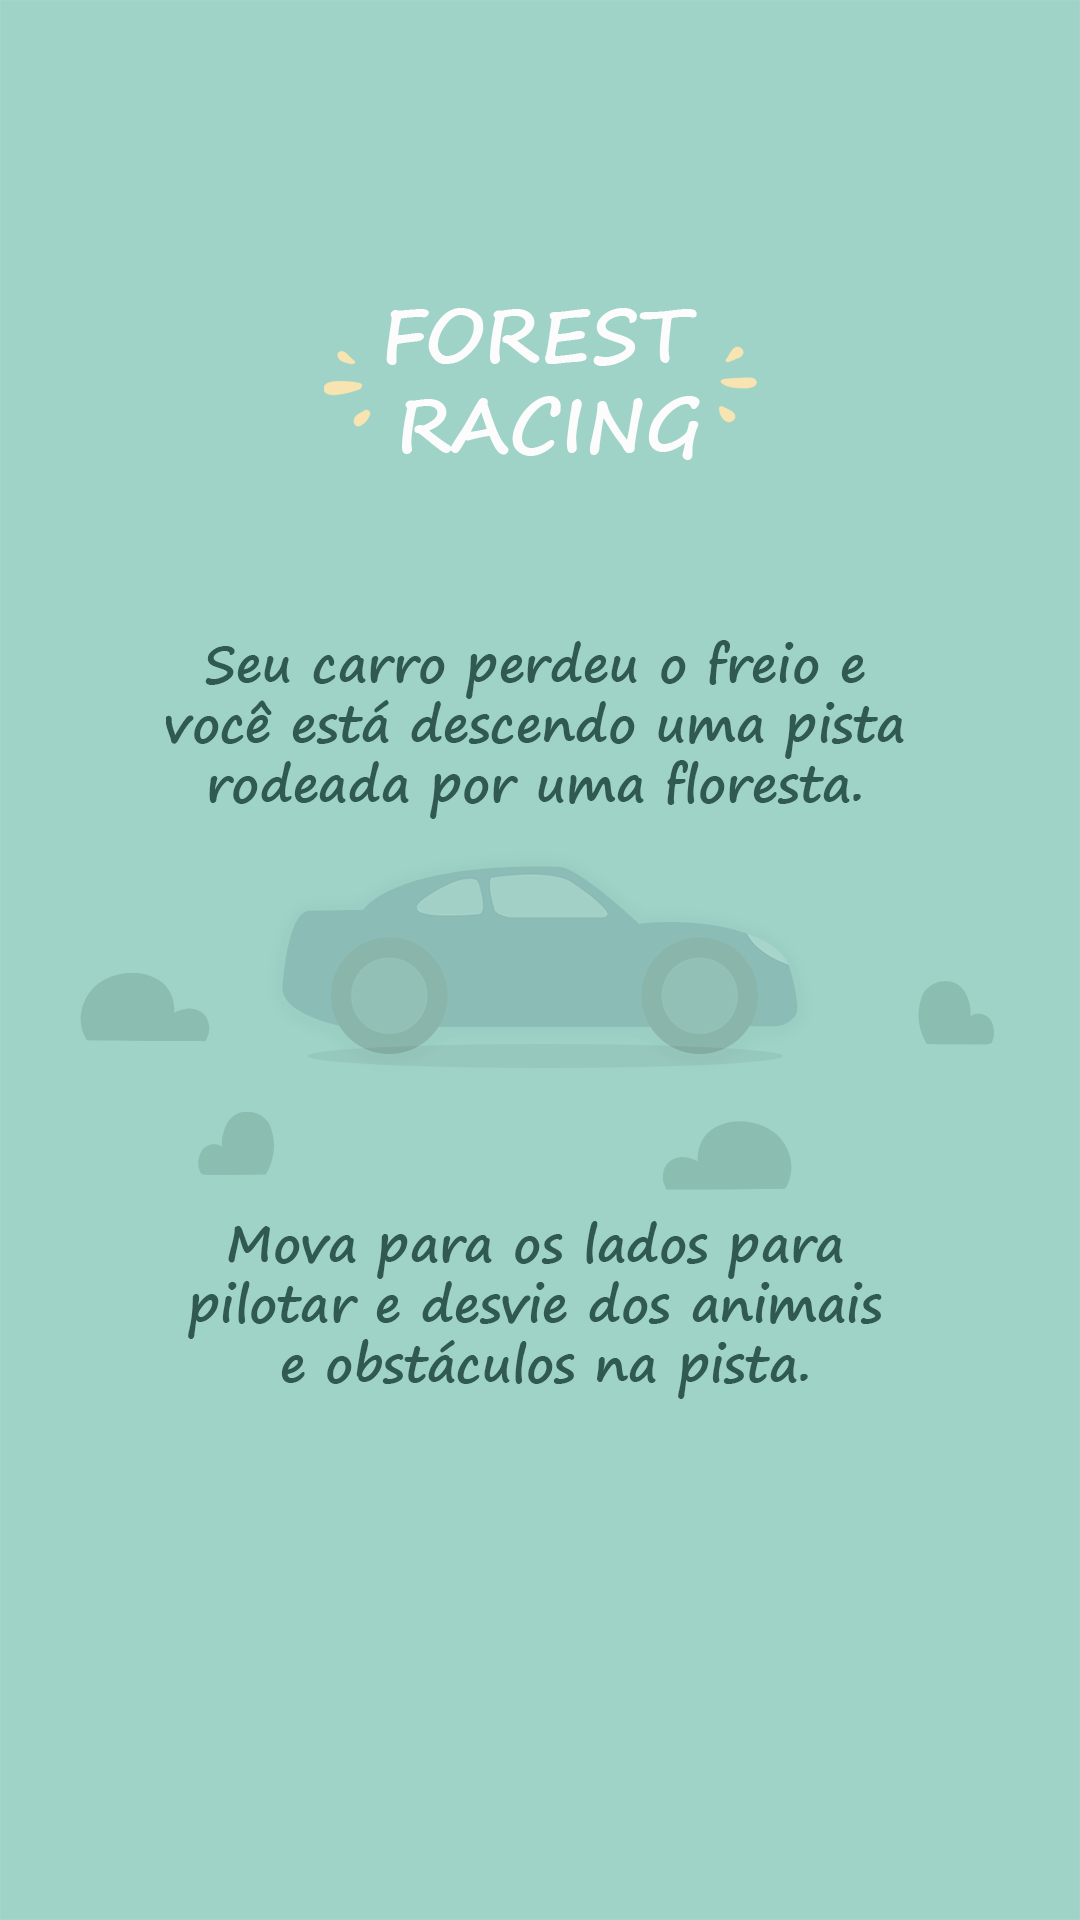 FOREST
RACING
Seu carro perdeu o freio e
você está descendo uma pista
rodeada por uma floresta.
Mova para os lados para
pilotar e desvie dos animais
e obstáculos na pista.